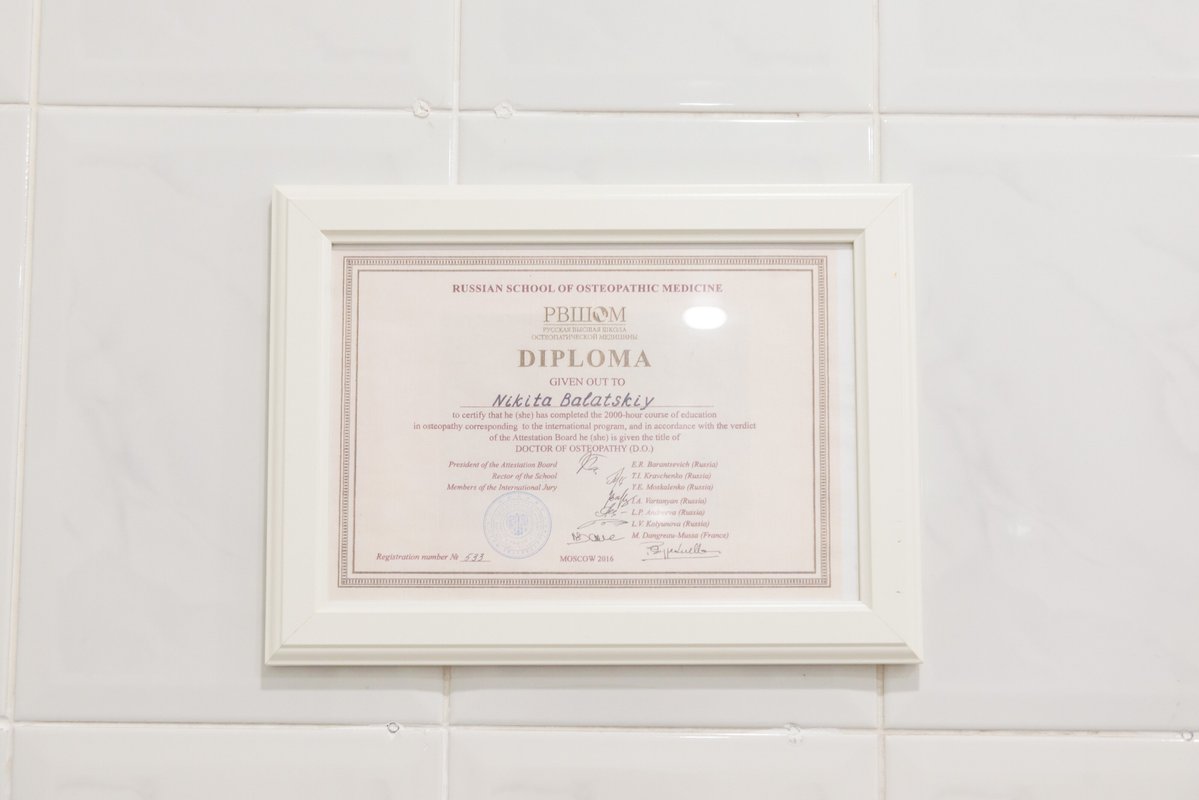 RUSSIAN SCHOOL OF OSTEOPATHIC MEDICINE
РВШОМ
РУССКАЯ ВЫСШАЯ ШКОЛА
ОСТЕОПАТИЧЕСКОЙ МЕДИЦИНЫ
DIPLOMA
GIVEN OUT TO
Nikita Balatskiy
to certify that he (she) has completed the 2000-hour course of education
in osteopathy corresponding to the international program, and in accordance with the verdict
of the Attestation Board he (she) is given the title of
DOCTOR OF OSTEOPATHY (D.O.)
President of the Attestation Board E.R. Barantsevich (Russia)
Rector of the School T.I. Kravchenko (Russia)
Members of the International Jury Y.E. Moskalenko (Russia)
T.A. Vartanyan (Russia)
L.P. Andreeva (Russia)
L.V. Kaiyunova (Russia)
M. Dangreau-Mussa (France)
Registration number № 533 MOSCOW 2016